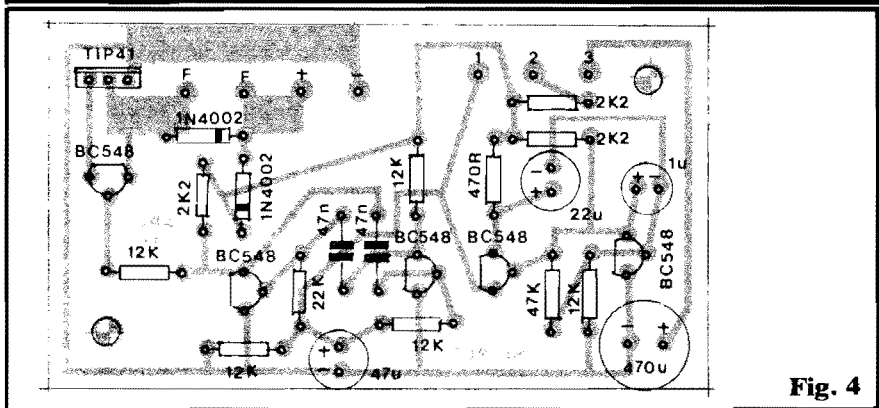 TIP41
F F + -
1 2 3
1N4002
2K2
2K2
BC548
2K2
1N4002
12K
470R
- +
22u
+ -
1u
47n
47n
BC548
BC548
BC548
12K
BC548
22K
47K
12K
12K
12K
+ -
47u
- +
470u
Fig. 4